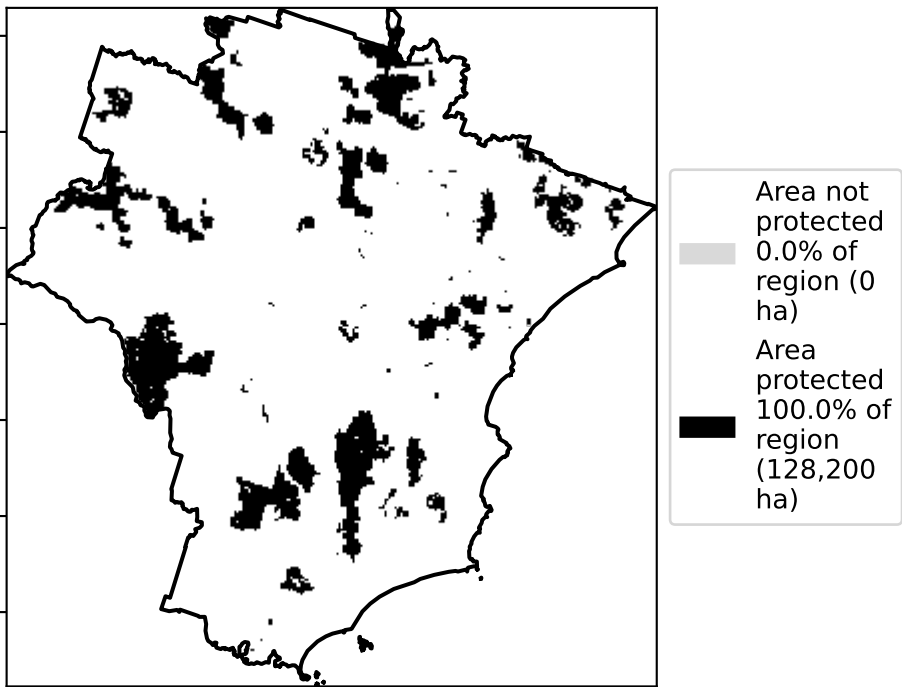 Area not
protected
0.0% of
region (0
ha)
Area
protected
100.0% of
region
(128,200
ha)